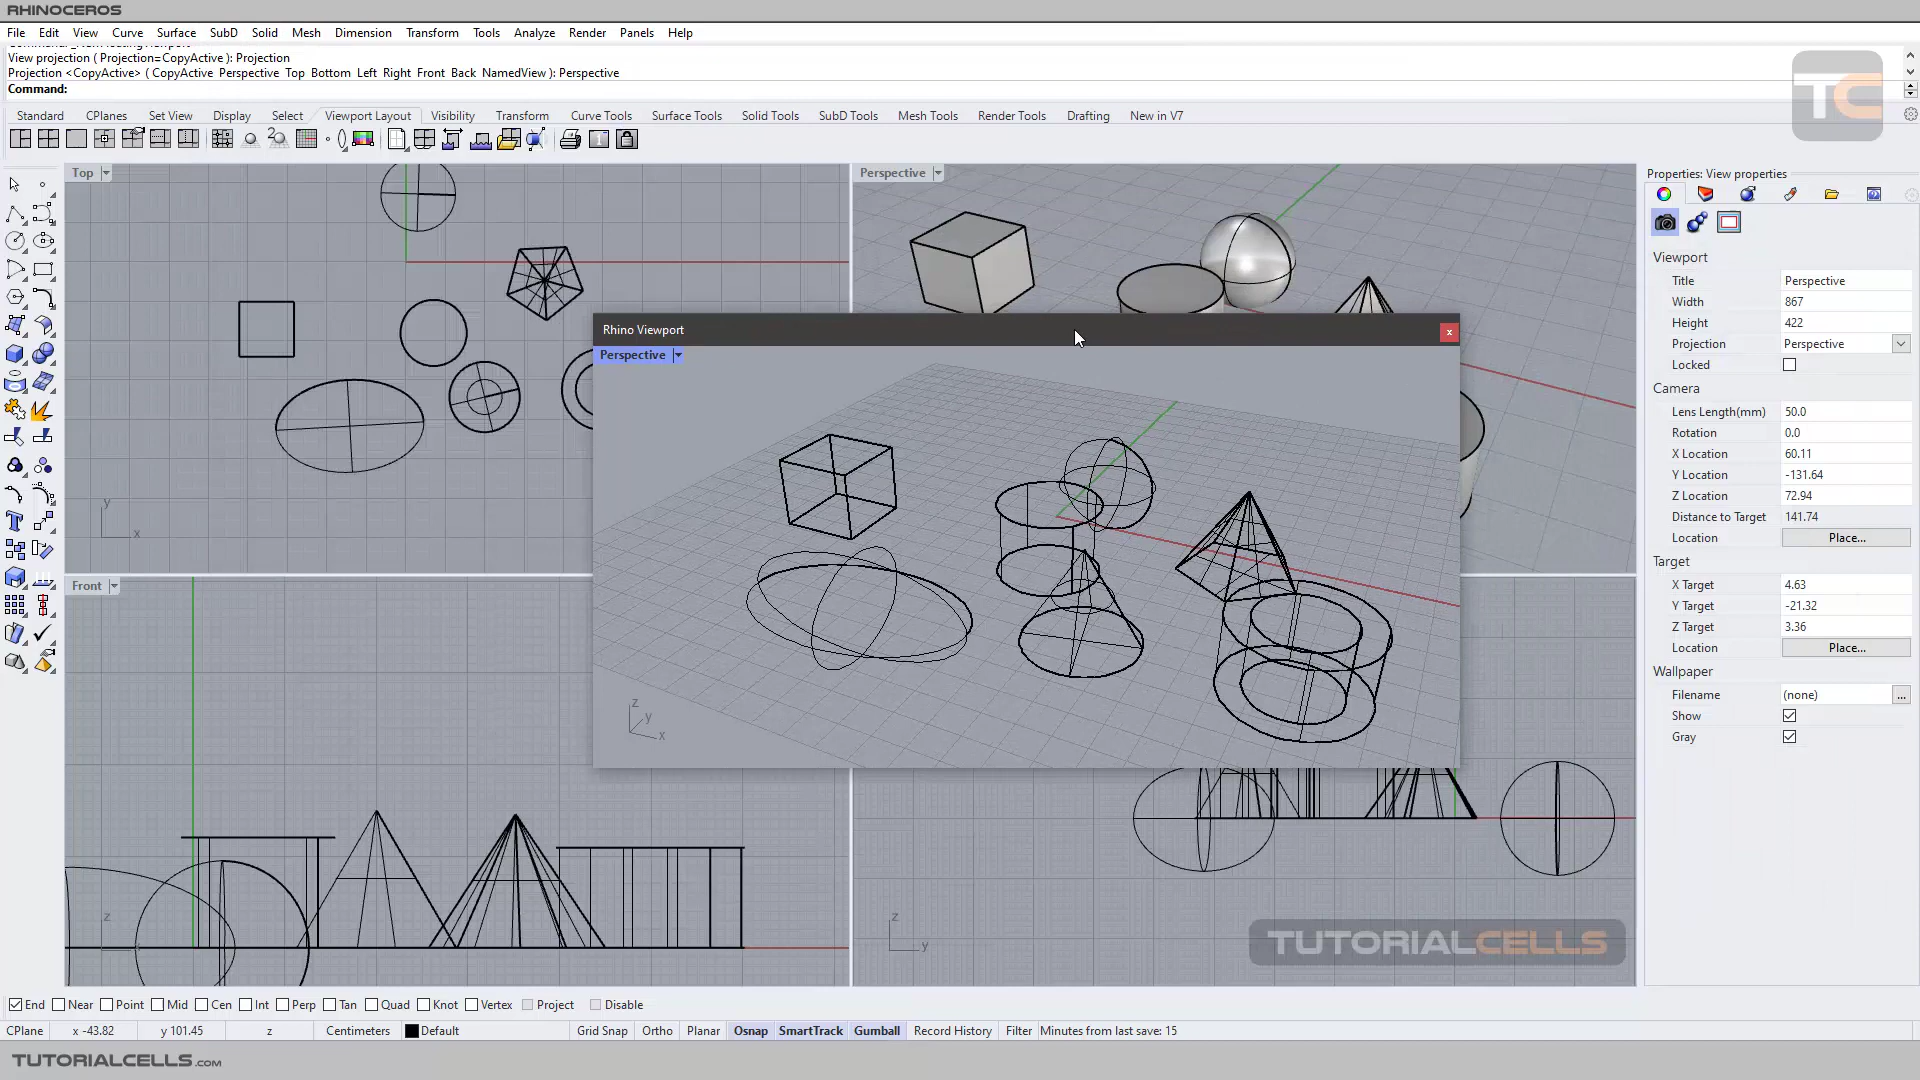 RHINOCEROS
File Edit View Curve Surface SubD Solid Mesh Dimension Transform Tools Analyze Render Panels Help
View projection ( Projection=CopyActive ): Projection
Projection <CopyActive> ( CopyActive Perspective Top Bottom Left Right Front Back NamedView ): Perspective
Command:
TC
Standard CPlanes Set View Display Select Viewport Layout Visibility Transform Curve Tools Surface Tools Solid Tools SubD Tools Mesh Tools Render Tools Drafting New in V7
Top
Perspective
Properties: View properties
Viewport
Title Perspective
Width 867
Height 422
Projection Perspective
Locked
Camera
Lens Length(mm) 50.0
Rotation 0.0
X Location 60.11
Y Location -131.64
Z Location 72.94
Distance to Target 141.74
Location Place...
Target
X Target 4.63
Y Target -21.32
Z Target 3.36
Location Place...
Wallpaper
Filename (none) ...
Show
Gray
Rhino Viewport x
Perspective
z
y
x
y
x
Front
z
z
y
TUTORIALCELLS
End Near Point Mid Cen Int Perp Tan Quad Knot Vertex Project Disable
CPlane x -43.82 y 101.45 z Centimeters Default Grid Snap Ortho Planar Osnap SmartTrack Gumball Record History Filter Minutes from last save: 15
TUTORIALCELLS.COM